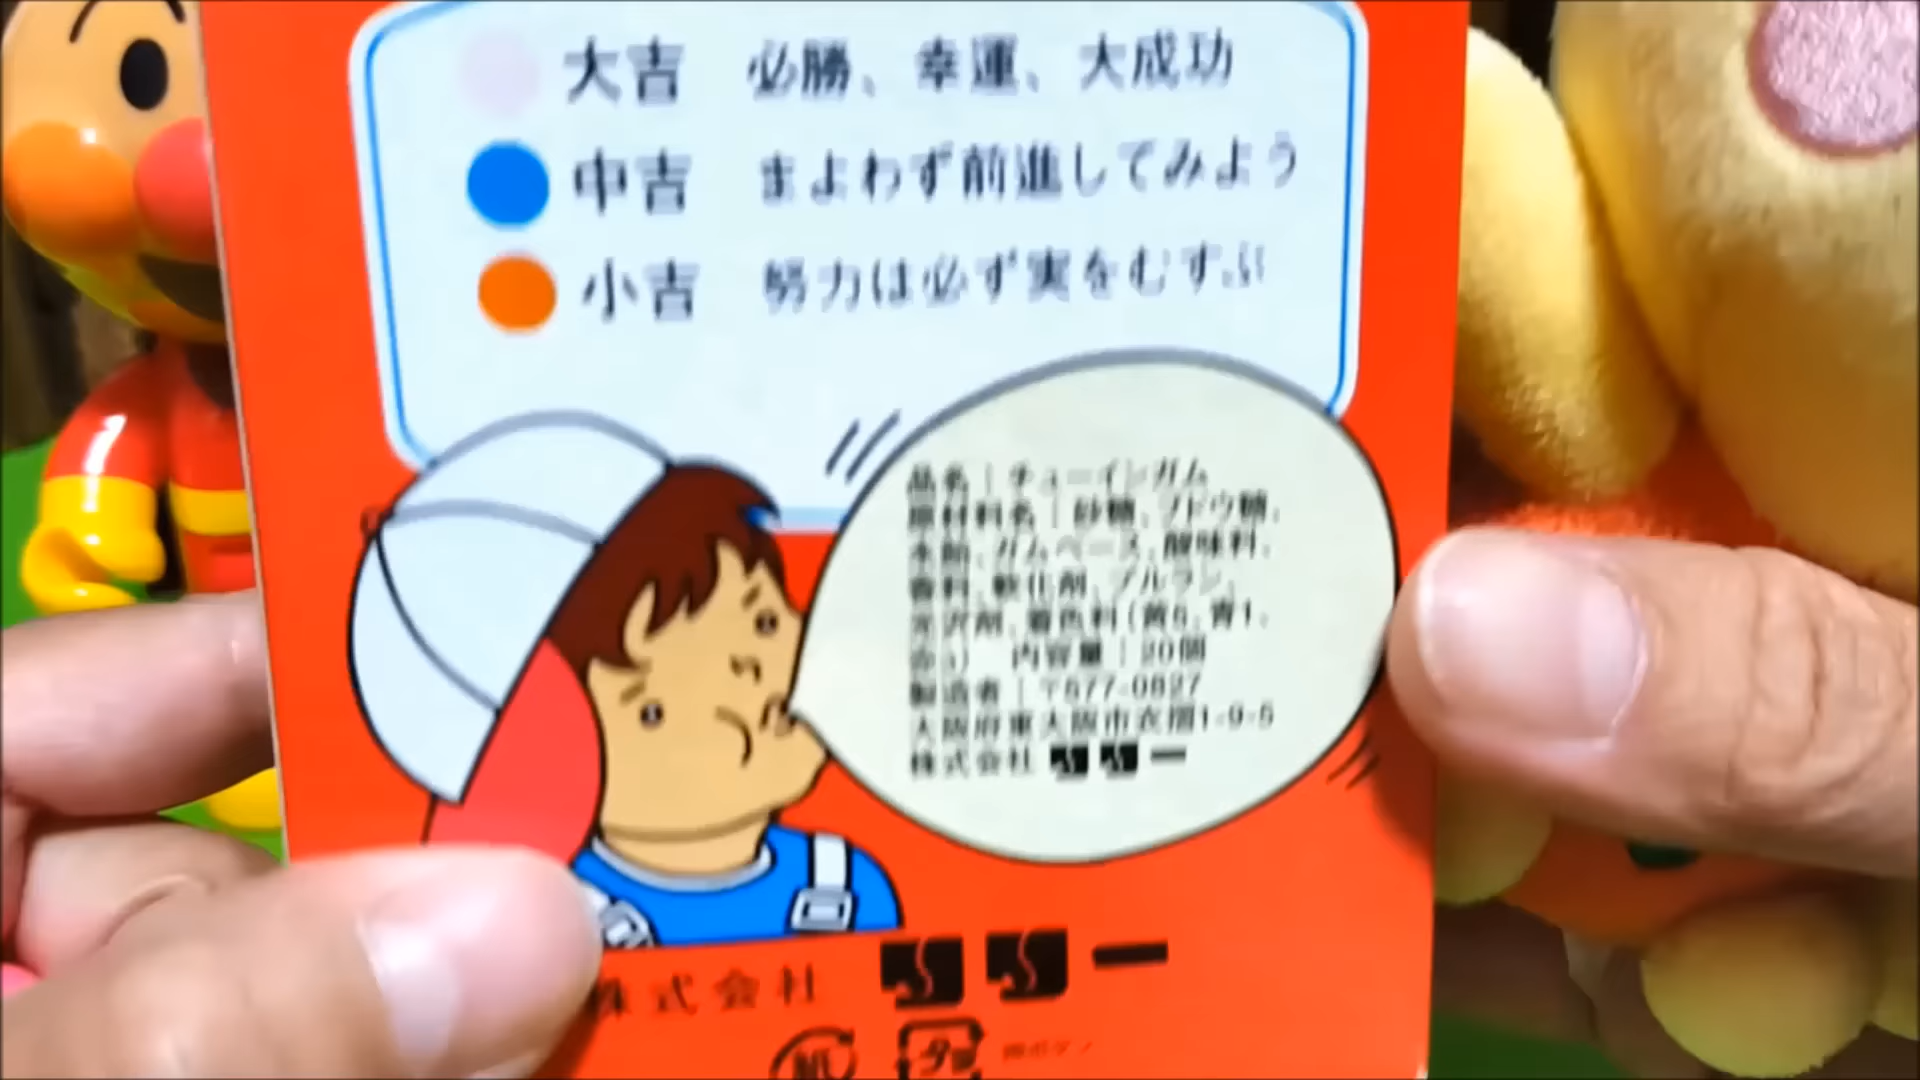 大吉 必勝、幸運、大成功
中吉 まよわず前進してみよう
小吉 努力は必ず実をむすぶ
品名｜チューインガム
原材料名｜砂糖、ブドウ糖、
水飴、ガムベース、酸味料、
香料、軟化剤、プルラン、
光沢剤、着色料(黄5、青1、
内容量｜20個
製造者｜〒577-0827
大阪府東大阪市衣摺1-9-5
株式会社
株式会社
紙